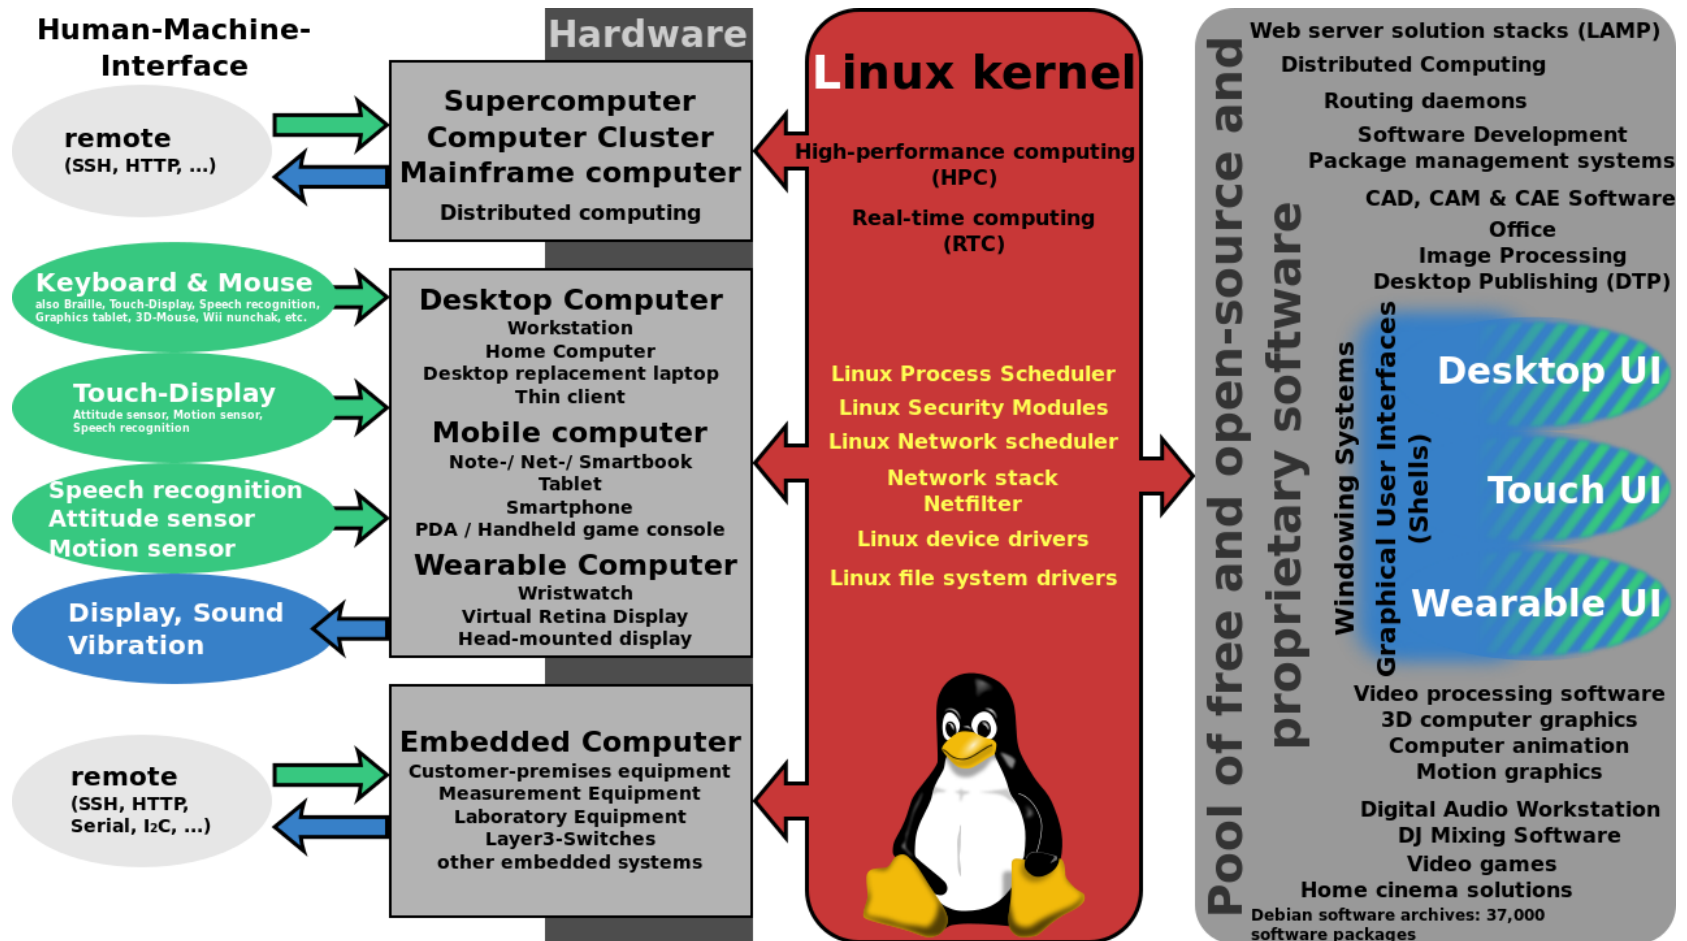 Human-Machine-
Interface
remote
(SSH, HTTP, ...)
Keyboard & Mouse
also Braille, Touch-Display, Speech recognition,
Graphics tablet, 3D-Mouse, Wii nunchak, etc.
Touch-Display
Attitude sensor, Motion sensor,
Speech recognition
Speech recognition
Attitude sensor
Motion sensor
Display, Sound
Vibration
remote
(SSH, HTTP,
Serial, I2C, ...)
Hardware
Supercomputer
Computer Cluster
Mainframe computer
Distributed computing
Desktop Computer
Workstation
Home Computer
Desktop replacement laptop
Thin client
Mobile computer
Note-/ Net-/ Smartbook
Tablet
Smartphone
PDA / Handheld game console
Wearable Computer
Wristwatch
Virtual Retina Display
Head-mounted display
Embedded Computer
Customer-premises equipment
Measurement Equipment
Laboratory Equipment
Layer3-Switches
other embedded systems
Linux kernel
High-performance computing
(HPC)
Real-time computing
(RTC)
Linux Process Scheduler
Linux Security Modules
Linux Network scheduler
Network stack
Netfilter
Linux device drivers
Linux file system drivers
Pool of free and open-source and
proprietary software
Web server solution stacks (LAMP)
Distributed Computing
Routing daemons
Software Development
Package management systems
CAD, CAM & CAE Software
Office
Image Processing
Desktop Publishing (DTP)
Windowing Systems
Graphical User Interfaces
(Shells)
Desktop UI
Touch UI
Wearable UI
Video processing software
3D computer graphics
Computer animation
Motion graphics
Digital Audio Workstation
DJ Mixing Software
Video games
Home cinema solutions
Debian software archives: 37,000
software packages